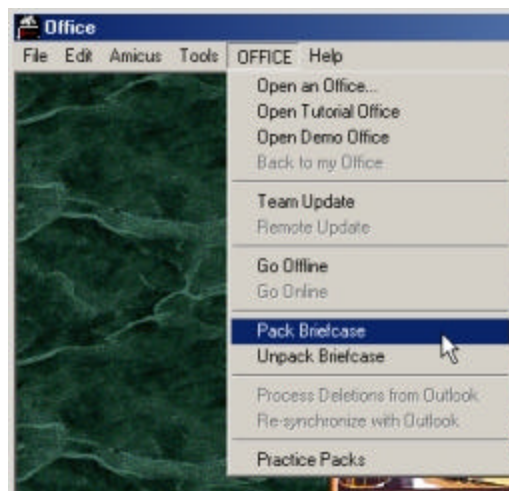 Office
File Edit Amicus Tools OFFICE Help
Open an Office...
Open Tutorial Office
Open Demo Office
Back to my Office
Team Update
Remote Update
Go Offline
Go Online
Pack Briefcase
Unpack Briefcase
Process Deletions from Outlook
Re-synchronize with Outlook
Practice Packs